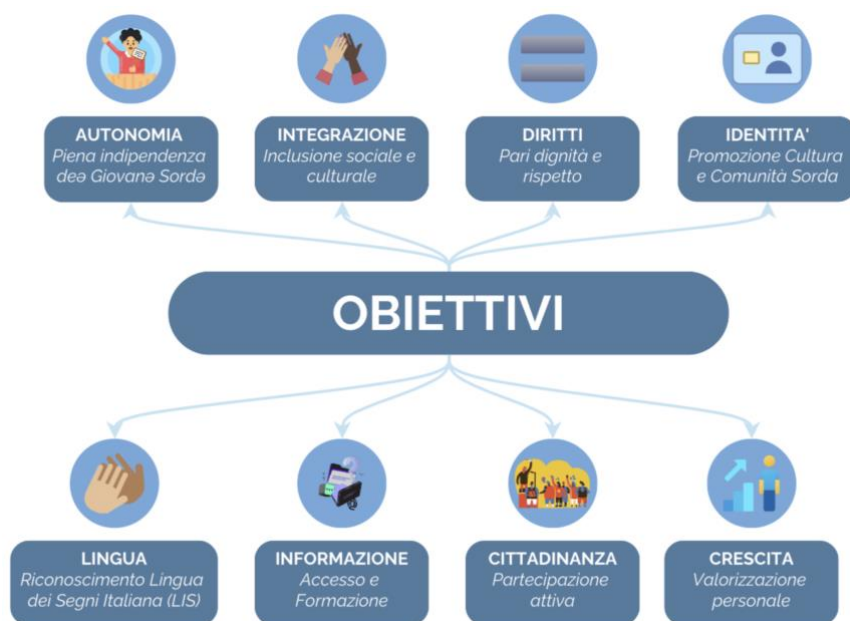 AUTONOMIA
Piena indipendenza
deə Giovanə Sordə
INTEGRAZIONE
Inclusione sociale e
culturale
DIRITTI
Pari dignità e
rispetto
IDENTITA'
Promozione Cultura
e Comunità Sorda
OBIETTIVI
LINGUA
Riconoscimento Lingua
dei Segni Italiana (LIS)
INFORMAZIONE
Accesso e
Formazione
CITTADINANZA
Partecipazione
attiva
CRESCITA
Valorizzazione
personale